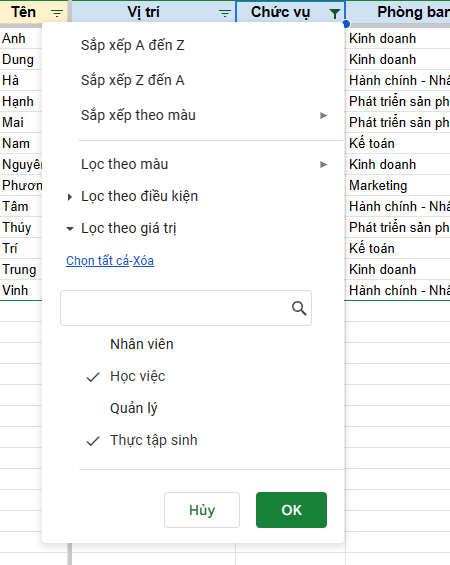 Tên Vị trí Chức vụ Phòng ban
Anh Kinh doanh
Dung Kinh doanh
Hà Hành chính - Nhâ
Hạnh Phát triển sản ph
Mai Phát triển sản ph
Nam Kế toán
Nguyên Kinh doanh
Phươn Marketing
Tâm Hành chính - Nhâ
Thúy Phát triển sản ph
Trí Kế toán
Trung Kinh doanh
Vinh Hành chính - Nhâ
Sắp xếp A đến Z
Sắp xếp Z đến A
Sắp xếp theo màu
Lọc theo màu
Lọc theo điều kiện
Lọc theo giá trị
Chọn tất cả-Xóa
Nhân viên
Học việc
Quản lý
Thực tập sinh
Hủy OK